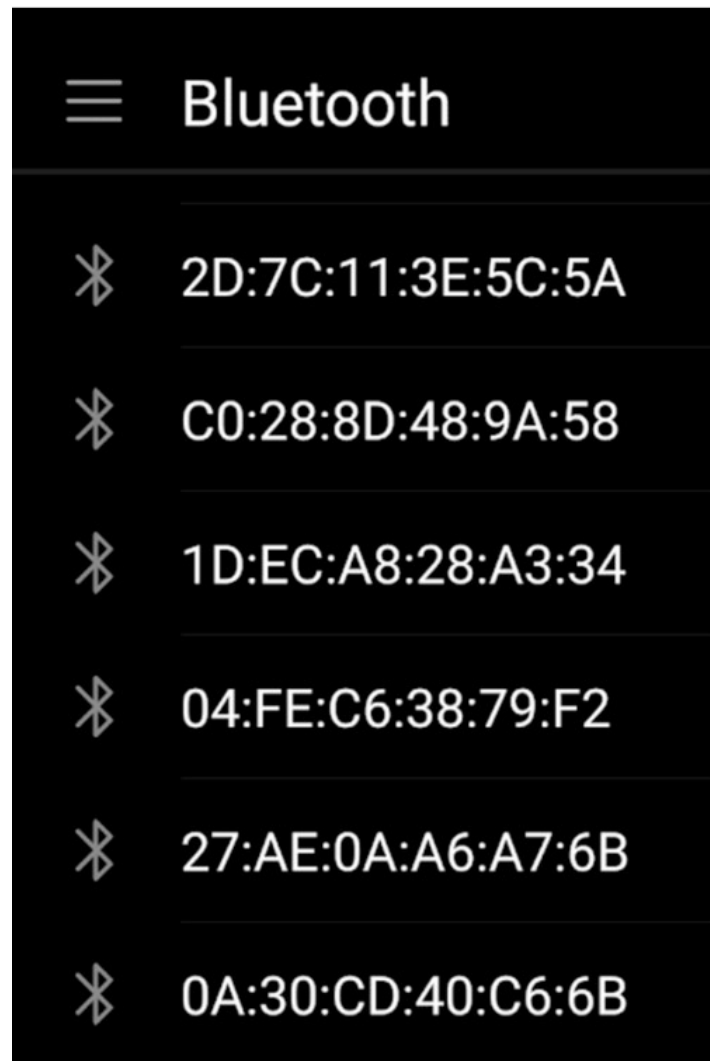 Bluetooth
2D:7C:11:3E:5C:5A
C0:28:8D:48:9A:58
1D:EC:A8:28:A3:34
04:FE:C6:38:79:F2
27:AE:0A:A6:A7:6B
0A:30:CD:40:C6:6B